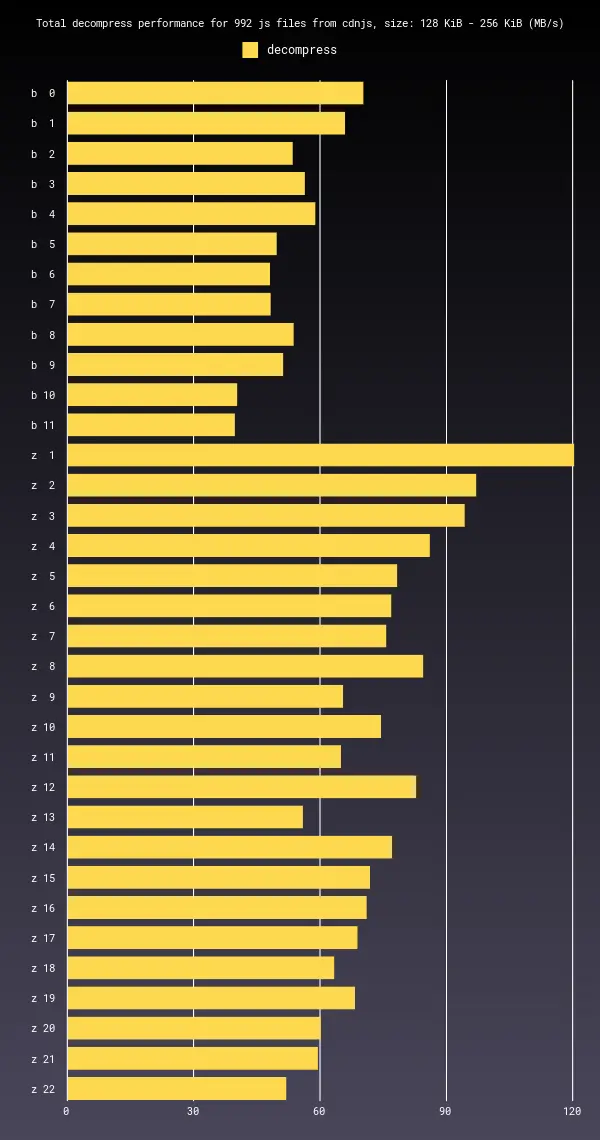 Total decompress performance for 992 js files from cdnjs, size: 128 KiB - 256 KiB (MB/s)
decompress
b 0
b 1
b 2
b 3
b 4
b 5
b 6
b 7
b 8
b 9
b 10
b 11
z 1
z 2
z 3
z 4
z 5
z 6
z 7
z 8
z 9
z 10
z 11
z 12
z 13
z 14
z 15
z 16
z 17
z 18
z 19
z 20
z 21
z 22
0 30 60 90 120